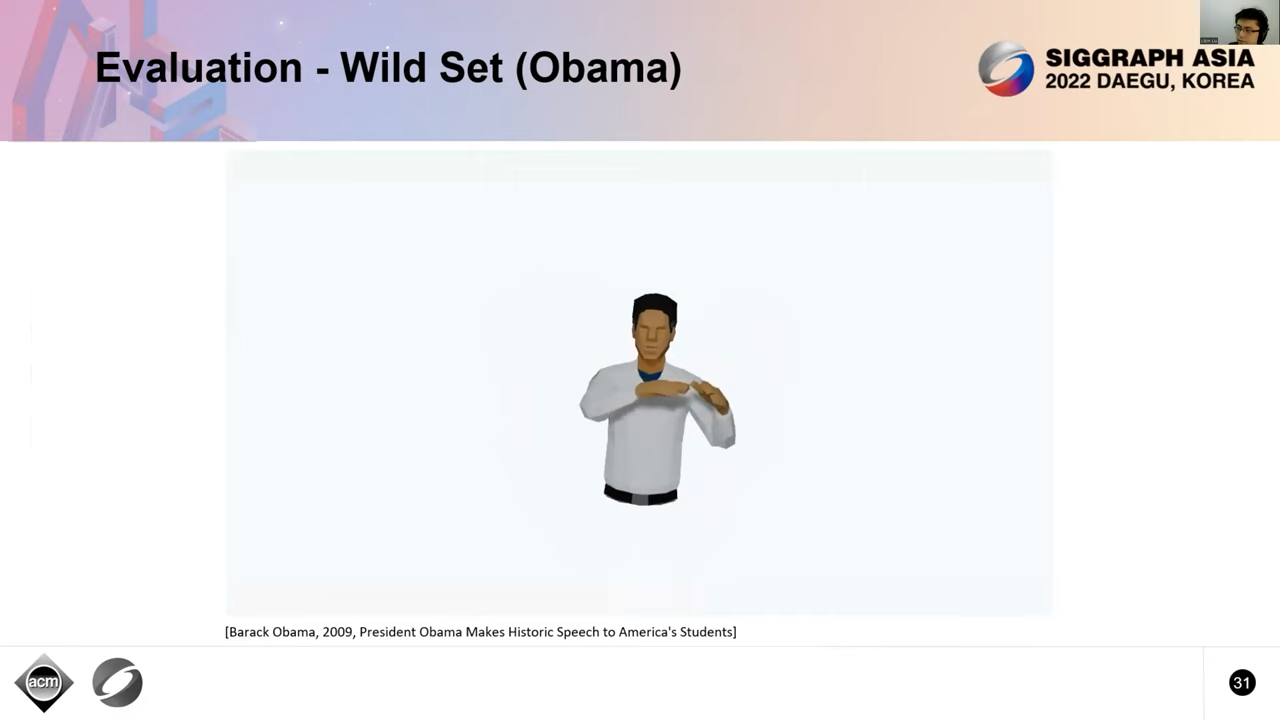 Evaluation - Wild Set (Obama)
SIGGRAPH ASIA
2022 DAEGU, KOREA
[Barack Obama, 2009, President Obama Makes Historic Speech to America's Students]
acm
31